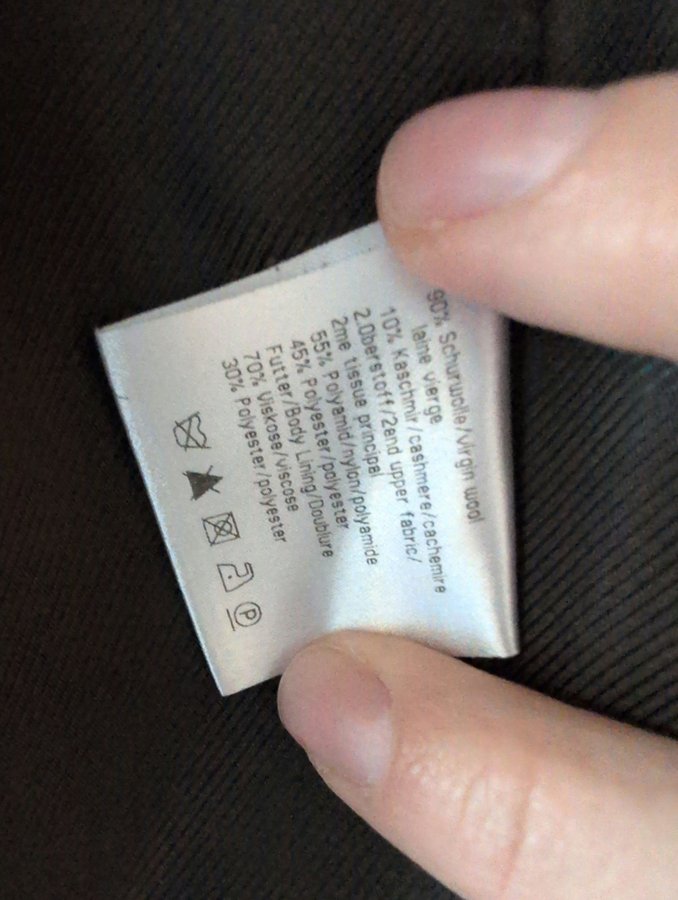 90% Schurwolle/virgin wool
laine vierge
10% Kaschmir/cashmere/cachemire
2.Oberstoff/2end upper fabric/
2me tissue principal
55% Polyamid/nylon/polyamide
45% Polyester/polyester
Futter/Body Lining/Doublure
70% Viskose/viscose
30% Polyester/polyester
P